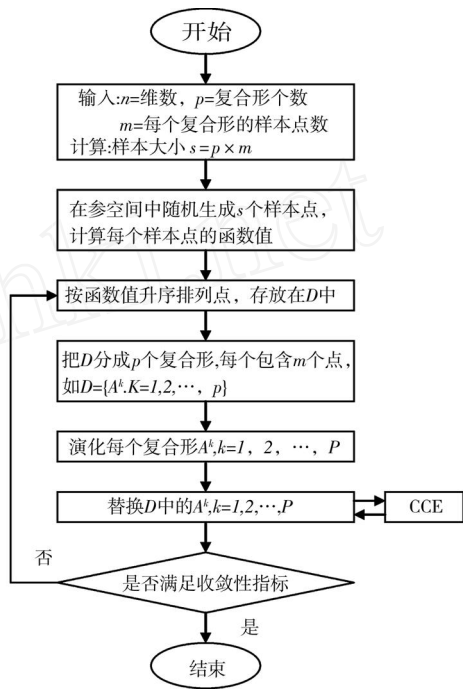 开始
输入:n=维数，p=复合形个数
m=每个复合形的样本点数
计算:样本大小 s=p×m
在参空间中随机生成s个样本点，
计算每个样本点的函数值
按函数值升序排列点，存放在D中
把D分成p个复合形,每个包含m个点，
如D={Aᵏ.K=1,2,…，p}
演化每个复合形Aᵏ,k=1，2，…，P
替换D中的Aᵏ,k=1,2,…,P
CCE
否
是否满足收敛性指标
是
结束